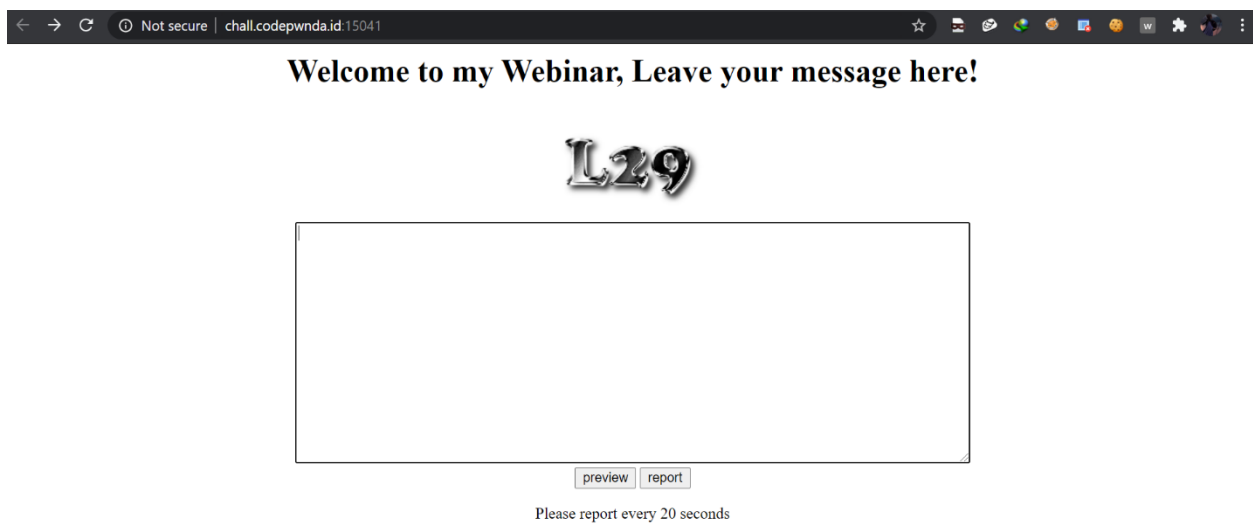 Not secure | chall.codepwnda.id:15041
Welcome to my Webinar, Leave your message here!
L29
preview report
Please report every 20 seconds